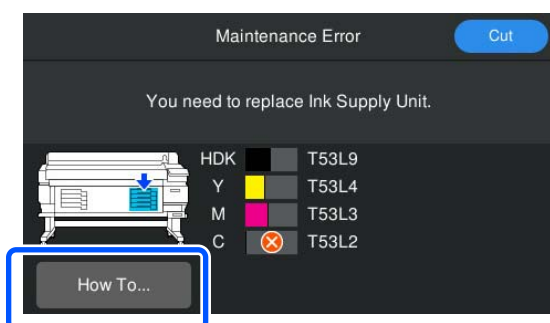 Maintenance Error
Cut
You need to replace Ink Supply Unit.
HDK T53L9
Y T53L4
M T53L3
C T53L2
How To...